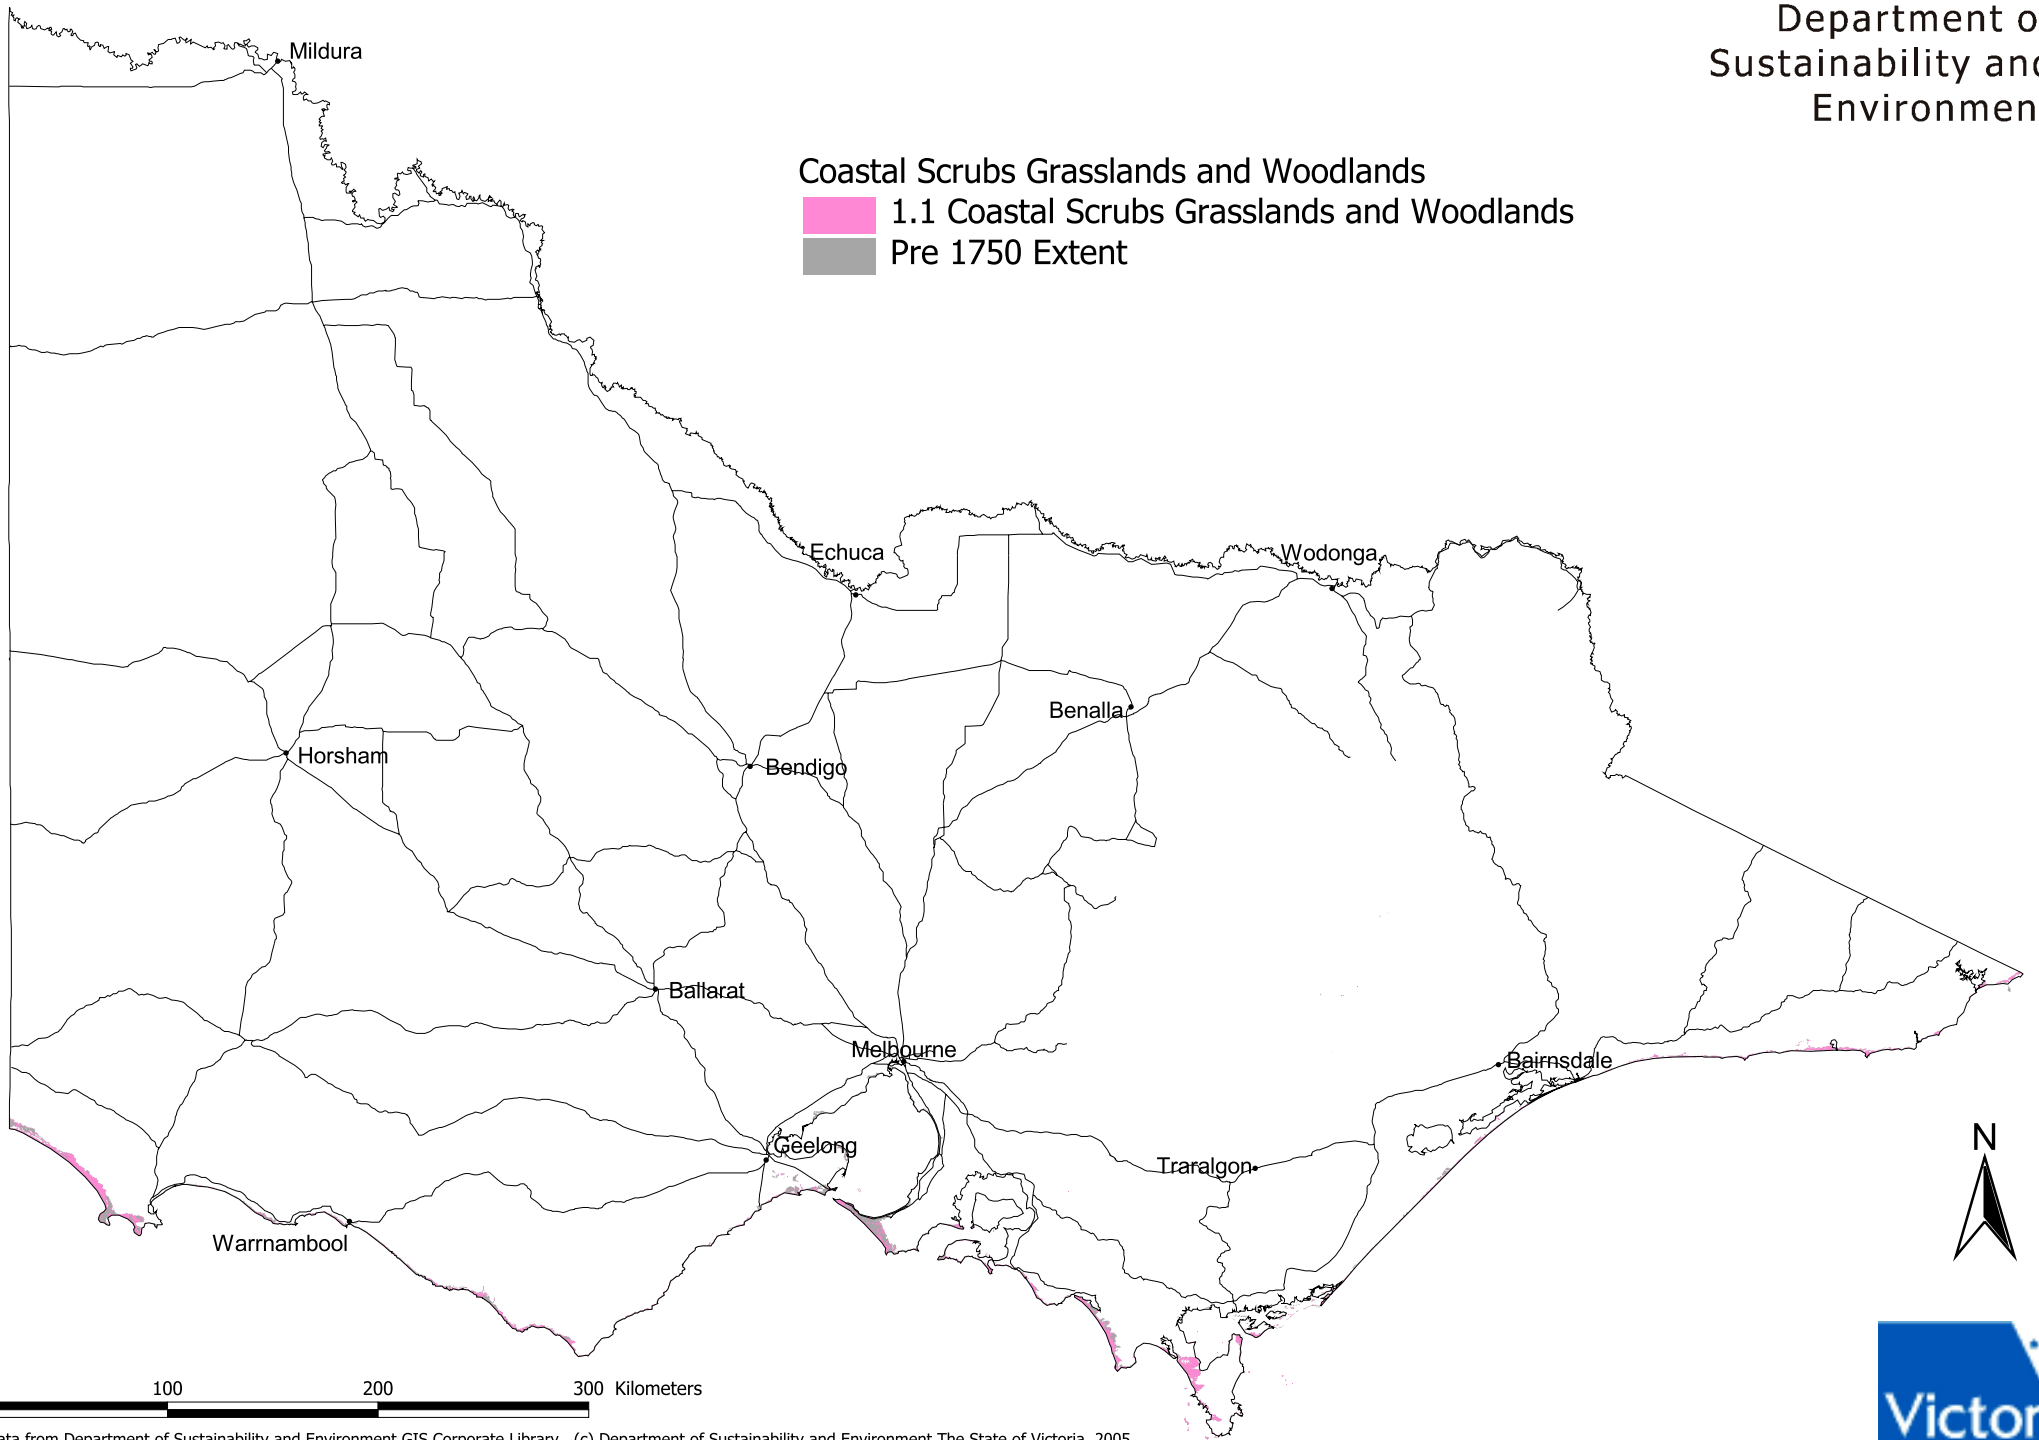 Department o
Sustainability and
Environmen
Coastal Scrubs Grasslands and Woodlands
1.1 Coastal Scrubs Grasslands and Woodlands
Pre 1750 Extent
Mildura
Echuca
Wodonga
Benalla
Horsham
Bendigo
Ballarat
Melbourne
Bairnsdale
Geelong
Traralgon
Warrnambool
N
100 200 300 Kilometers
ata from Department of Sustainability and Environment GIS Corporate Library (c) Department of Sustainability and Environment The State of Victoria, 2005
Victor